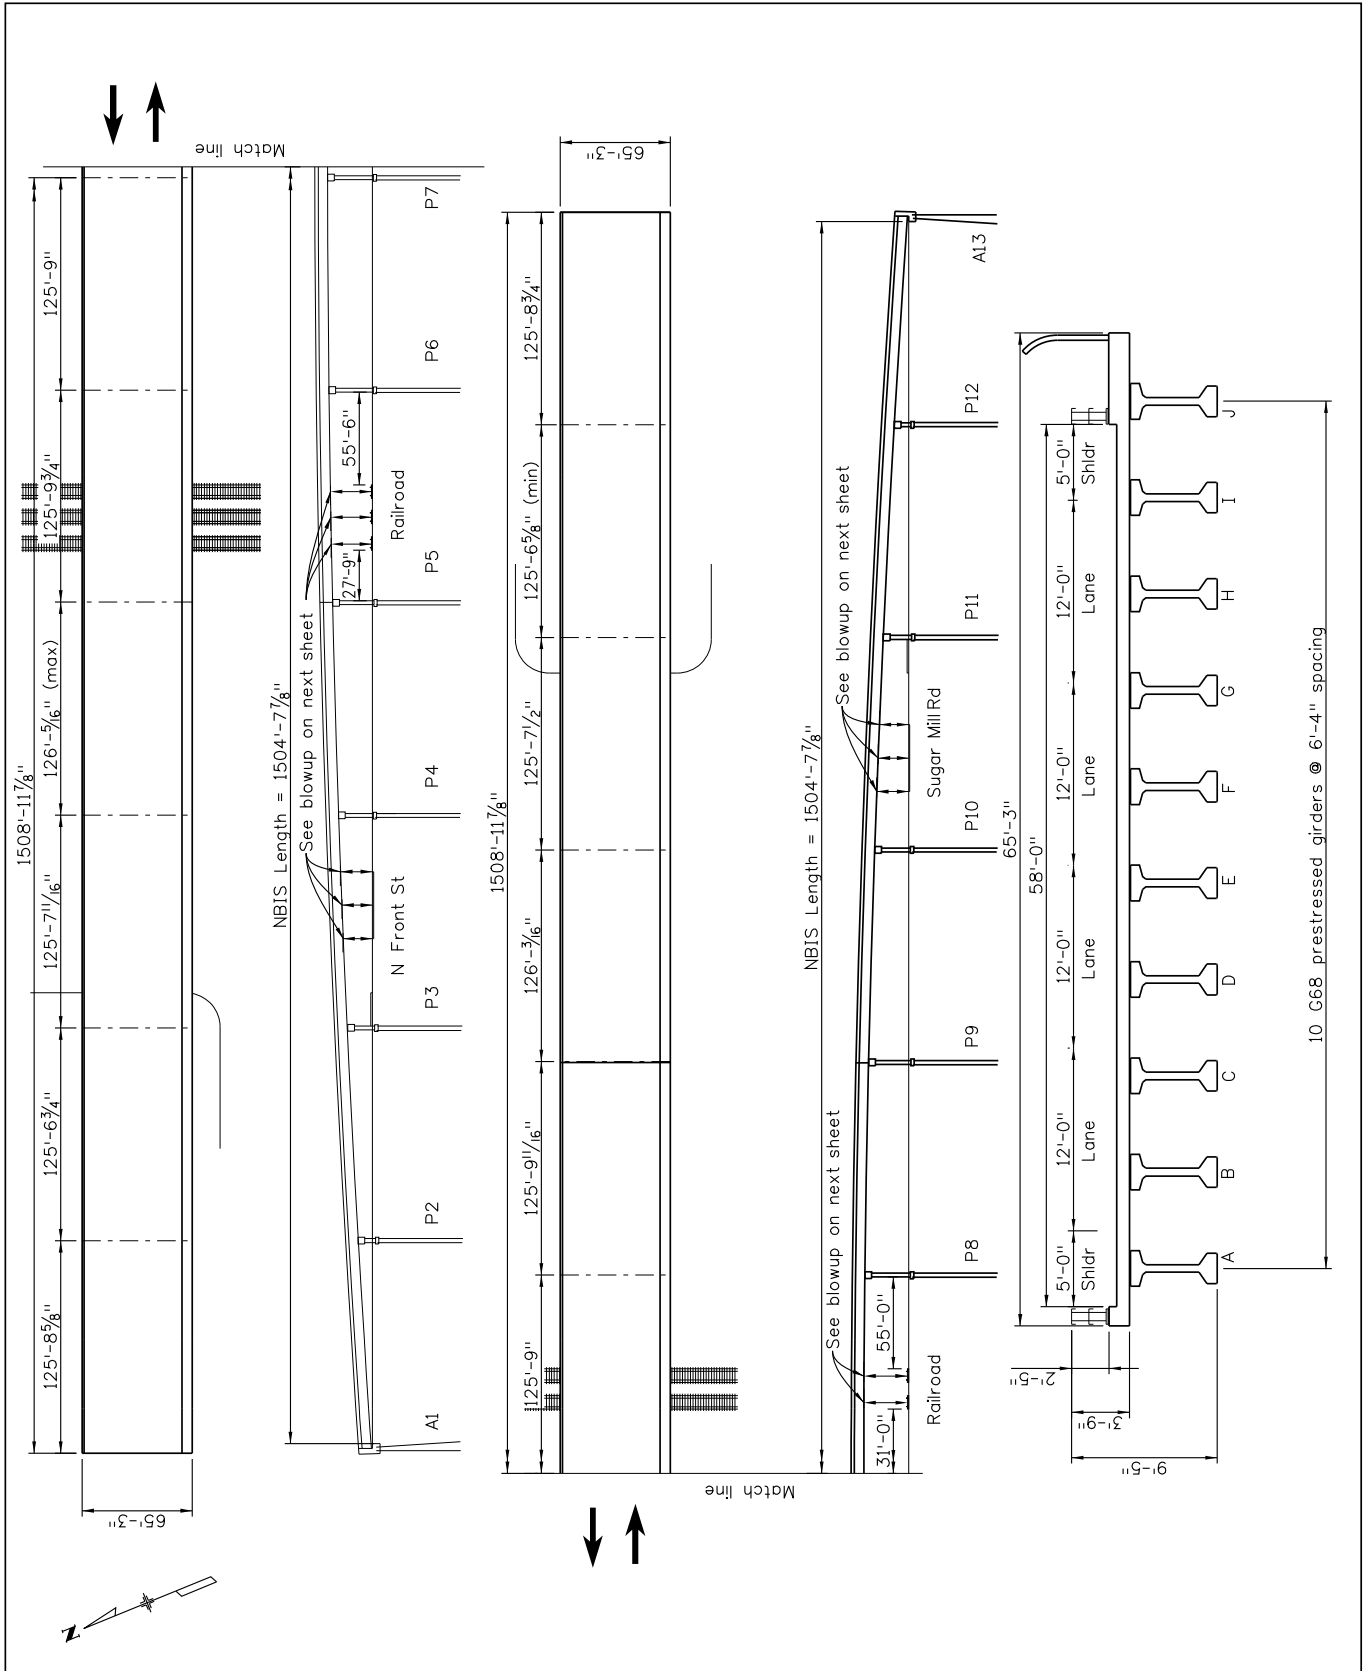 1508'-11⅞"
125'-8⅝"
125'-6¾"
125'-7¹¹⁄₁₆"
126'-⁵⁄₁₆" (max)
125'-9¾"
125'-9"
65'-3"
Match line
N
NBIS Length = 1504'-7⅞"
See blowup on next sheet
See blowup on next sheet
27'-9"
55'-6"
N Front St
Railroad
A1
P2
P3
P4
P5
P6
P7
1508'-11⅞"
125'-9"
125'-9¹¹⁄₁₆"
126'-³⁄₁₆"
125'-7½"
125'-6⅝" (min)
125'-8¾"
65'-3"
Match line
NBIS Length = 1504'-7⅞"
See blowup on next sheet
See blowup on next sheet
31'-0"
55'-0"
Railroad
Sugar Mill Rd
P8
P9
P10
P11
P12
A13
65'-3"
58'-0"
5'-0"
12'-0"
12'-0"
12'-0"
12'-0"
5'-0"
Shldr
Lane
Lane
Lane
Lane
Shldr
2'-5"
3'-9"
9'-5"
A
B
C
D
E
F
G
H
I
J
10 G68 prestressed girders @ 6'-4" spacing